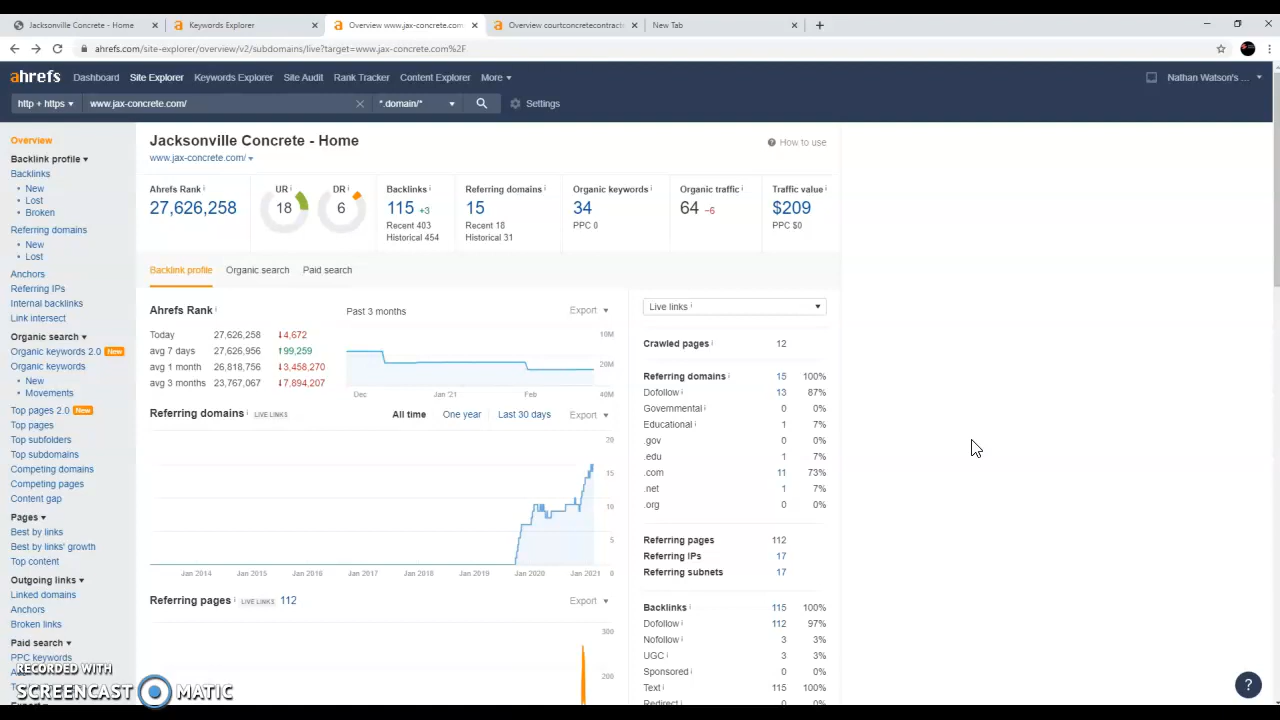 Jacksonville Concrete - Home
Keywords Explorer
Overview www.jax-concrete.com
Overview courtconcretecontract
New Tab
ahrefs.com/site-explorer/overview/v2/subdomains/live?target=www.jax-concrete.com%2F
ahrefs Dashboard Site Explorer Keywords Explorer Site Audit Rank Tracker Content Explorer More Nathan Watson's ...
http + https www.jax-concrete.com/ *.domain/* Settings
Overview
Backlink profile
Backlinks
• New
• Lost
• Broken
Referring domains
• New
• Lost
Anchors
Referring IPs
Internal backlinks
Link intersect
Organic search
Organic keywords 2.0 New
Organic keywords
• New
• Movements
Top pages 2.0 New
Top pages
Top subfolders
Top subdomains
Competing domains
Competing pages
Content gap
Pages
Best by links
Best by links' growth
Top content
Outgoing links
Linked domains
Anchors
Broken links
Paid search
PPC keywords
RECORDED WITH
SCREENCAST MATIC
Jacksonville Concrete - Home
How to use
www.jax-concrete.com/
Ahrefs Rank
27,626,258
UR
18
DR
6
Backlinks
115 +3
Recent 403
Historical 454
Referring domains
15
Recent 18
Historical 31
Organic keywords
34
PPC 0
Organic traffic
64 −6
Traffic value
$209
PPC $0
Backlink profile Organic search Paid search
Ahrefs Rank Past 3 months Export
Today 27,626,258 ↓4,672
avg 7 days 27,626,956 ↑99,259
avg 1 month 26,818,756 ↓3,458,270
avg 3 months 23,767,067 ↓7,894,207
10M
20M
40M
Dec Jan '21 Feb
Referring domains LIVE LINKS All time One year Last 30 days Export
20
15
10
5
0
Jan 2014 Jan 2015 Jan 2016 Jan 2017 Jan 2018 Jan 2019 Jan 2020 Jan 2021
Referring pages LIVE LINKS 112 Export
300
200
Live links
Crawled pages 12
Referring domains 15 100%
Dofollow 13 87%
Governmental 0 0%
Educational 1 7%
.gov 0 0%
.edu 1 7%
.com 11 73%
.net 1 7%
.org 0 0%
Referring pages 112
Referring IPs 17
Referring subnets 17
Backlinks 115 100%
Dofollow 112 97%
Nofollow 3 3%
UGC 3 3%
Sponsored 0 0%
Text 115 100%
Redirect
?